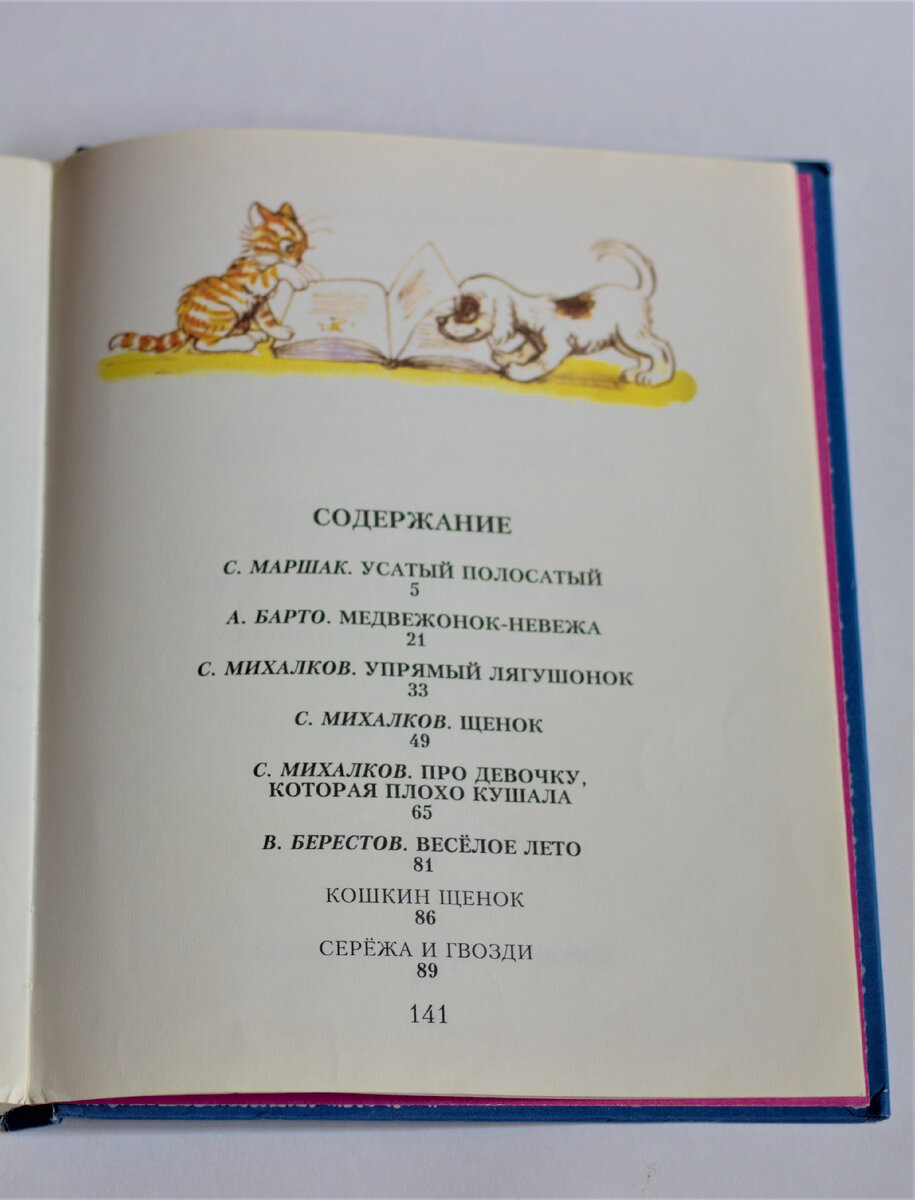 СОДЕРЖАНИЕ
С. МАРШАК. УСАТЫЙ ПОЛОСАТЫЙ
5
А. БАРТО. МЕДВЕЖОНОК-НЕВЕЖА
21
С. МИХАЛКОВ. УПРЯМЫЙ ЛЯГУШОНОК
33
С. МИХАЛКОВ. ЩЕНОК
49
С. МИХАЛКОВ. ПРО ДЕВОЧКУ,
КОТОРАЯ ПЛОХО КУШАЛА
65
В. БЕРЕСТОВ. ВЕСЁЛОЕ ЛЕТО
81
КОШКИН ЩЕНОК
86
СЕРЁЖА И ГВОЗДИ
89
141